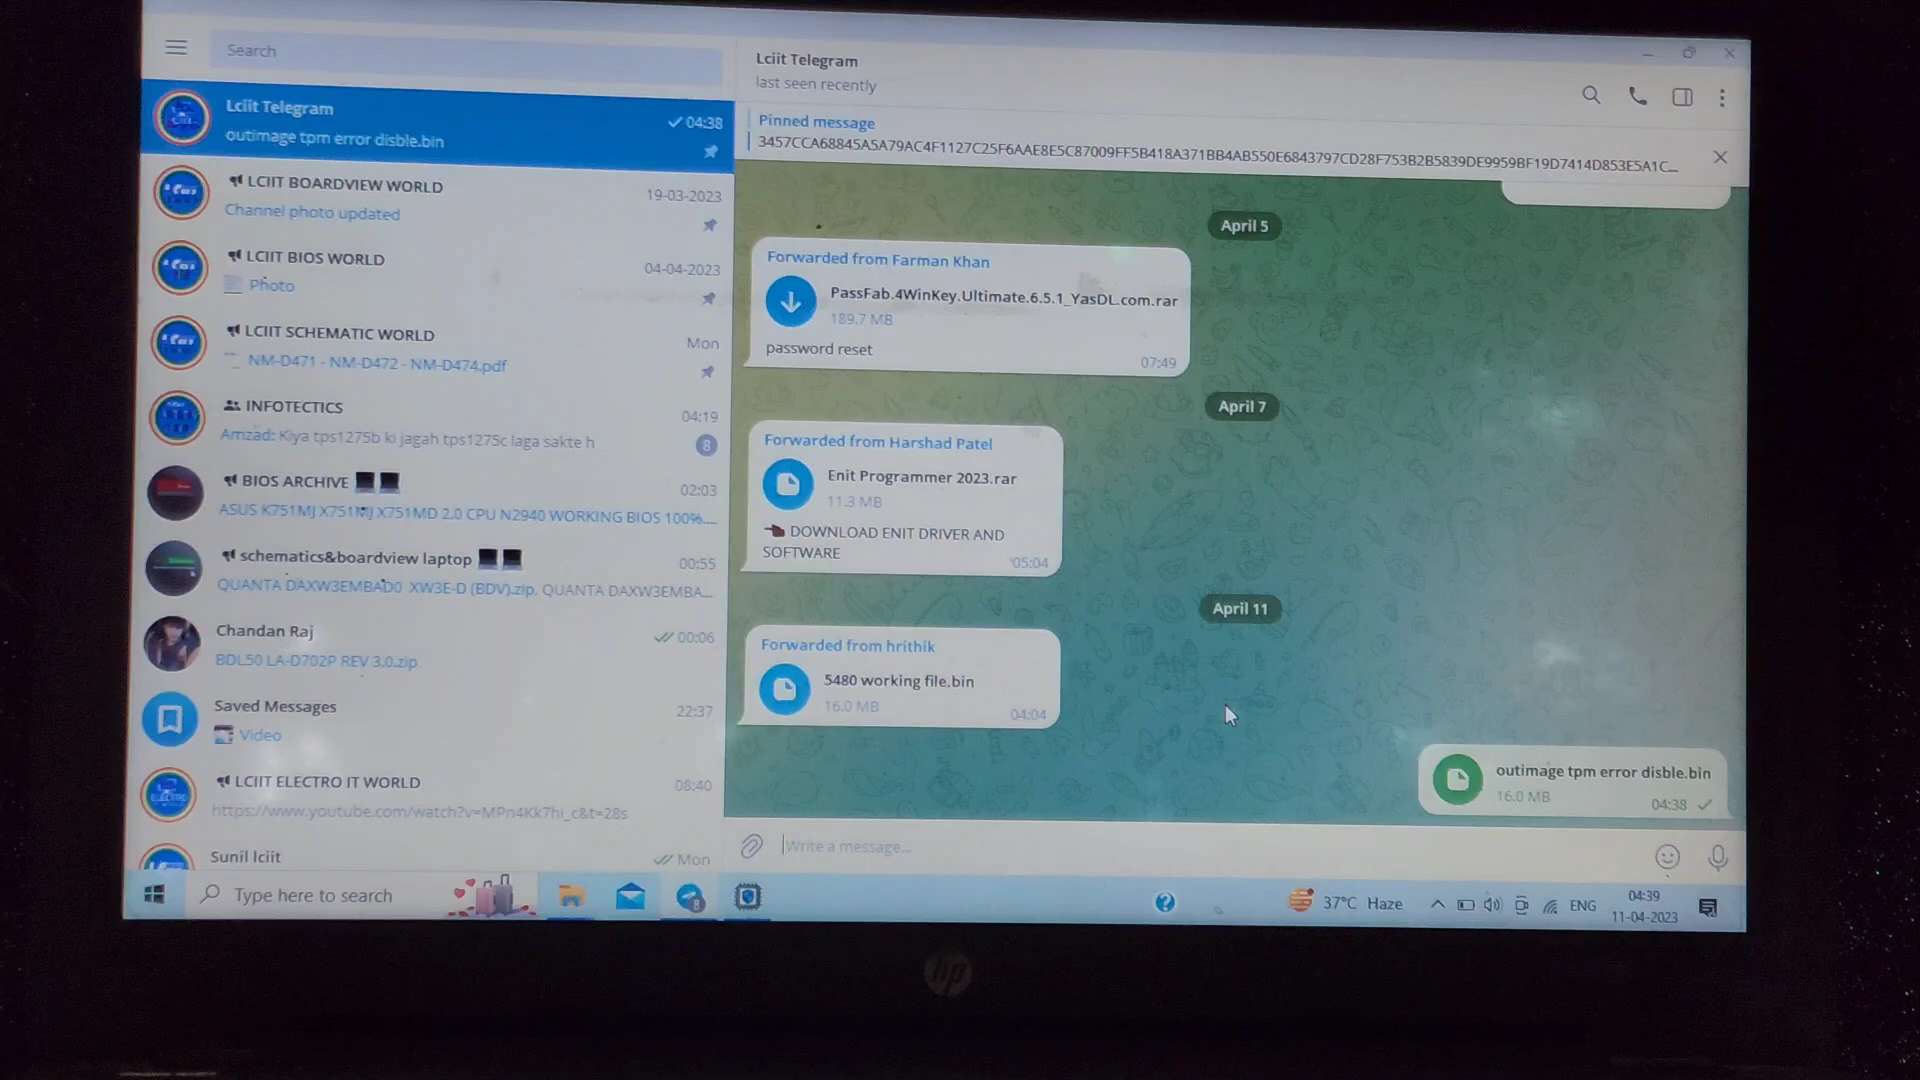 Search
Lciit Telegram
04:38
outimage tpm error disble.bin
LCIIT BOARDVIEW WORLD
19-03-2023
Channel photo updated
LCIIT BIOS WORLD
04-04-2023
Photo
LCIIT SCHEMATIC WORLD
Mon
NM-D471 - NM-D472 - NM-D474.pdf
INFOTECTICS
04:19
Amzad: Kiya tps1275b ki jagah tps1275c laga sakte h
8
BIOS ARCHIVE
02:03
ASUS K751MJ X751MJ X751MD 2.0 CPU N2940 WORKING BIOS 100%....
schematics&boardview laptop
00:55
QUANTA DAXW3EMBAD0 XW3E-D (BDV).zip, QUANTA DAXW3EMBA...
Chandan Raj
00:06
BDL50 LA-D702P REV 3.0.zip
Saved Messages
22:37
Video
LCIIT ELECTRO IT WORLD
08:40
https://www.youtube.com/watch?v=MPn4Kk7hi_c&t=28s
Sunil lciit
Mon
Lciit Telegram
last seen recently
Pinned message
3457CCA68845A5A79AC4F1127C25F6AAE8E5C87009FF5B418A371BB4AB550E6843797CD28F753B2B5839DE9959BF19D7414D853E5A1C...
April 5
Forwarded from Farman Khan
PassFab.4WinKey.Ultimate.6.5.1_YasDL.com.rar
189.7 MB
password reset
07:49
April 7
Forwarded from Harshad Patel
Enit Programmer 2023.rar
11.3 MB
DOWNLOAD ENIT DRIVER AND
SOFTWARE
05:04
April 11
Forwarded from hrithik
5480 working file.bin
16.0 MB
04:04
outimage tpm error disble.bin
16.0 MB
04:38
Write a message...
Type here to search
8
37°C Haze
ENG
04:39
11-04-2023
hp